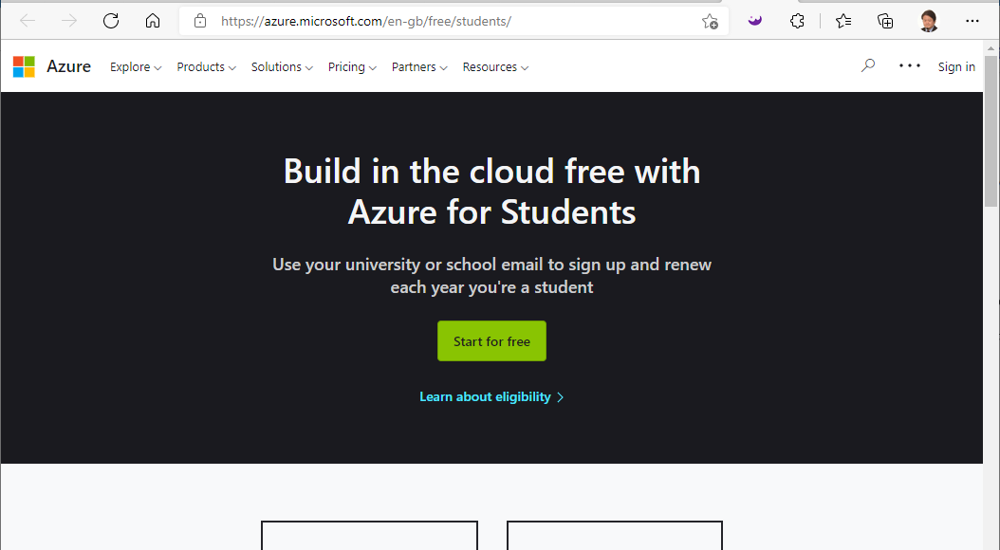 https://azure.microsoft.com/en-gb/free/students/
Azure Explore Products Solutions Pricing Partners Resources Sign in
Build in the cloud free with
Azure for Students
Use your university or school email to sign up and renew
each year you're a student
Start for free
Learn about eligibility